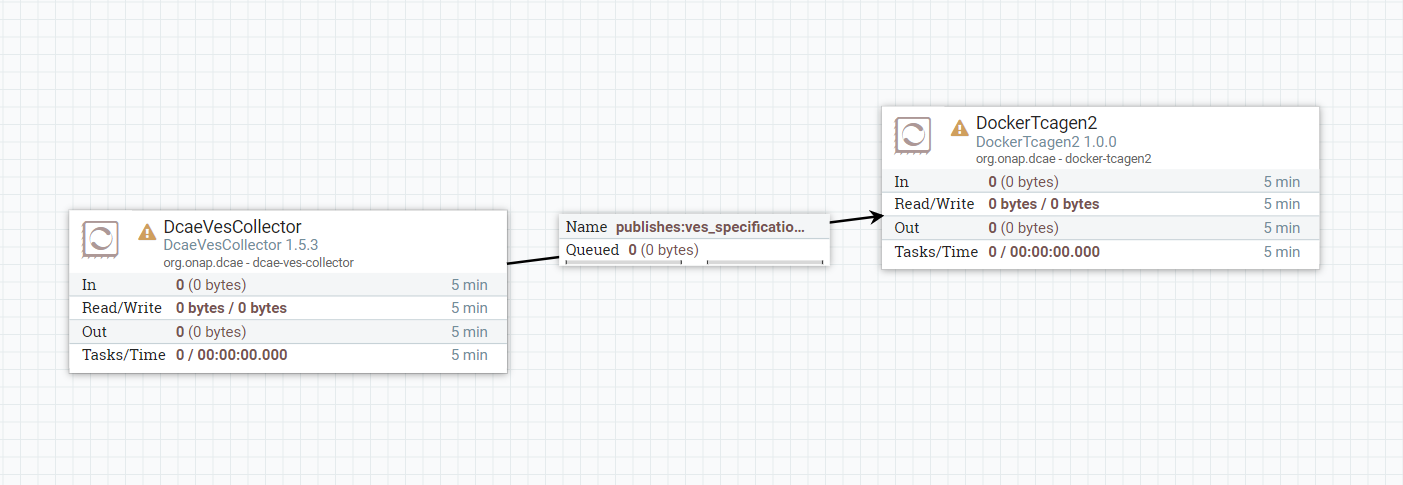 DcaeVesCollector
DcaeVesCollector 1.5.3
org.onap.dcae - dcae-ves-collector
In 0 (0 bytes) 5 min
Read/Write 0 bytes / 0 bytes 5 min
Out 0 (0 bytes) 5 min
Tasks/Time 0 / 00:00:00.000 5 min
Name publishes:ves_specificatio...
Queued 0 (0 bytes)
DockerTcagen2
DockerTcagen2 1.0.0
org.onap.dcae - docker-tcagen2
In 0 (0 bytes) 5 min
Read/Write 0 bytes / 0 bytes 5 min
Out 0 (0 bytes) 5 min
Tasks/Time 0 / 00:00:00.000 5 min